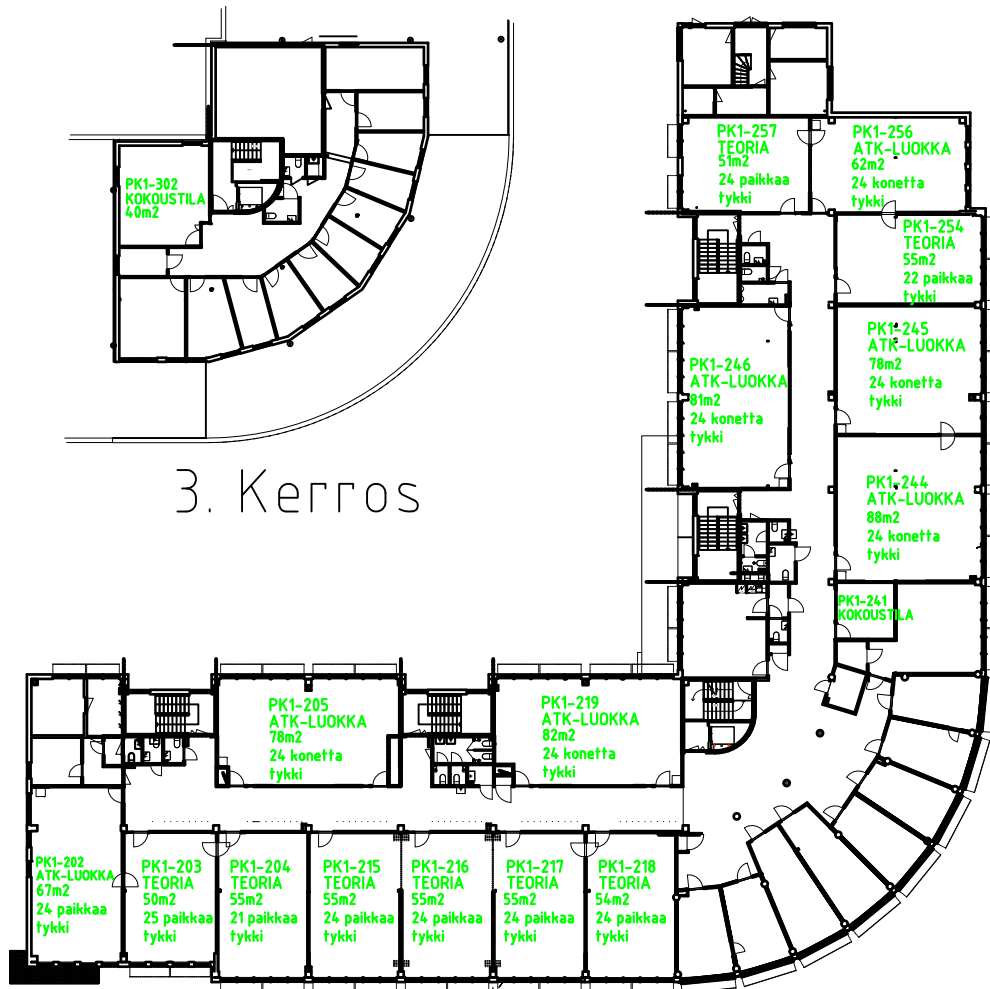 PK1-257
TEORIA
51m2
24 paikkaa
tykki
PK1-256
ATK-LUOKKA
62m2
24 konetta
tykki
PK1-302
KOKOUSTILA
40m2
PK1-254
TEORIA
55m2
22 paikkaa
tykki
PK1-245
ATK-LUOKKA
78m2
24 konetta
tykki
PK1-246
ATK-LUOKKA
81m2
24 konetta
tykki
3. Kerros
PK1-244
ATK-LUOKKA
88m2
24 konetta
tykki
PK1-241
KOKOUSTILA
PK1-205
ATK-LUOKKA
78m2
24 konetta
tykki
PK1-219
ATK-LUOKKA
82m2
24 konetta
tykki
PK1-202
ATK-LUOKKA
67m2
24 paikkaa
tykki
PK1-203
TEORIA
50m2
25 paikkaa
tykki
PK1-204
TEORIA
55m2
21 paikkaa
tykki
PK1-215
TEORIA
55m2
24 paikkaa
tykki
PK1-216
TEORIA
55m2
24 paikkaa
tykki
PK1-217
TEORIA
55m2
24 paikkaa
tykki
PK1-218
TEORIA
54m2
24 paikkaa
tykki